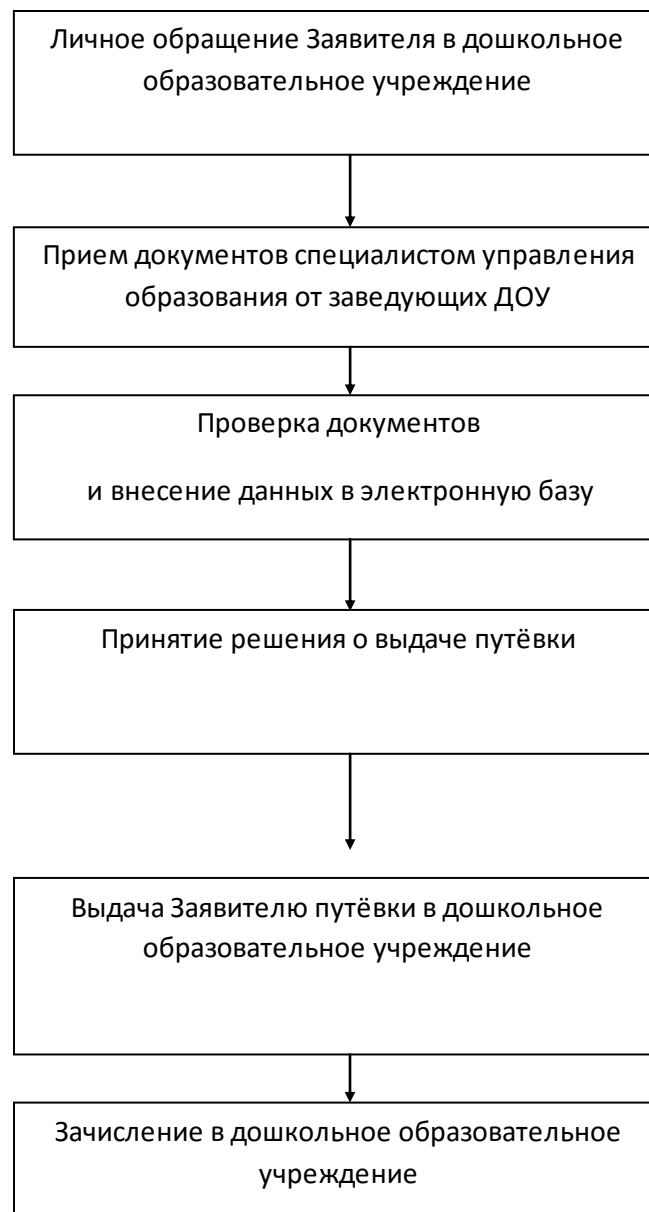 Личное обращение Заявителя в дошкольное
образовательное учреждение
Прием документов специалистом управления
образования от заведующих ДОУ
Проверка документов
и внесение данных в электронную базу
Принятие решения о выдаче путёвки
Выдача Заявителю путёвки в дошкольное
образовательное учреждение
Зачисление в дошкольное образовательное
учреждение